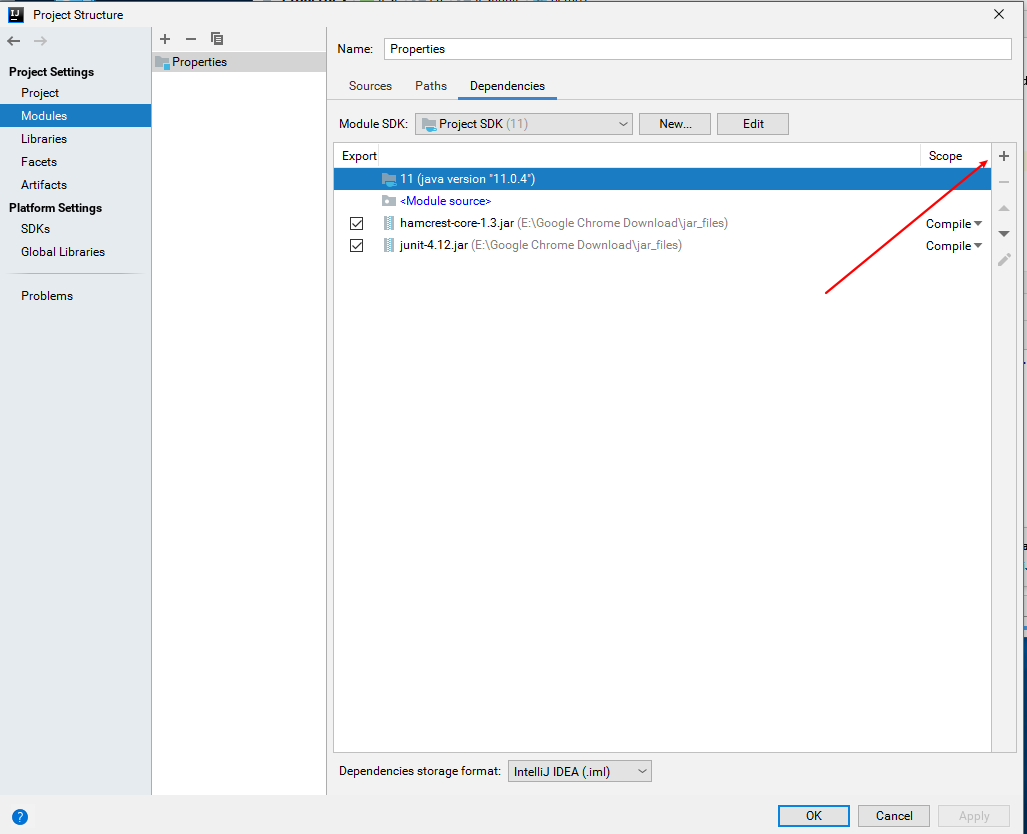 Project Structure
Project Settings
Project
Modules
Libraries
Facets
Artifacts
Platform Settings
SDKs
Global Libraries
Problems
Properties
Name: Properties
Sources Paths Dependencies
Module SDK: Project SDK (11) New... Edit
Export Scope
11 (java version "11.0.4")
<Module source>
hamcrest-core-1.3.jar (E:\Google Chrome Download\jar_files) Compile
junit-4.12.jar (E:\Google Chrome Download\jar_files) Compile
Dependencies storage format: IntelliJ IDEA (.iml)
? OK Cancel Apply